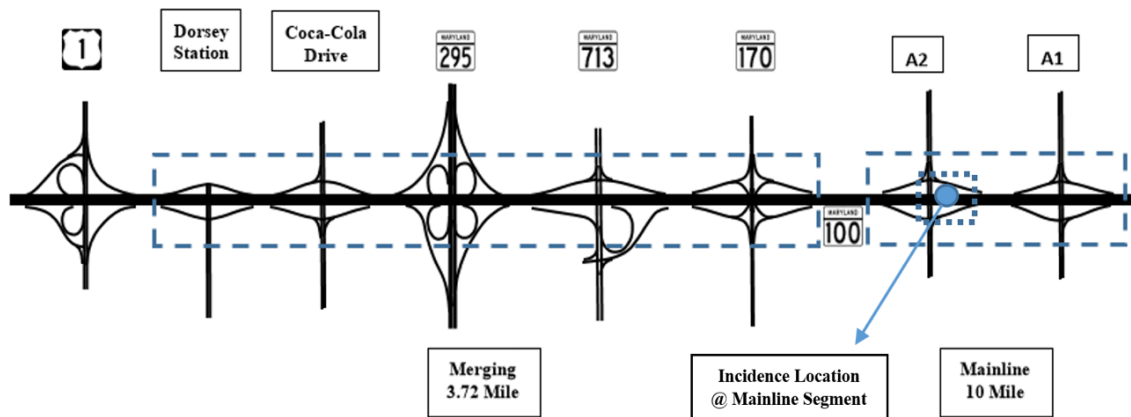 1
Dorsey
Station
Coca-Cola
Drive
MARYLAND
295
MARYLAND
713
MARYLAND
170
A2
A1
MARYLAND
100
Merging
3.72 Mile
Incidence Location
@ Mainline Segment
Mainline
10 Mile